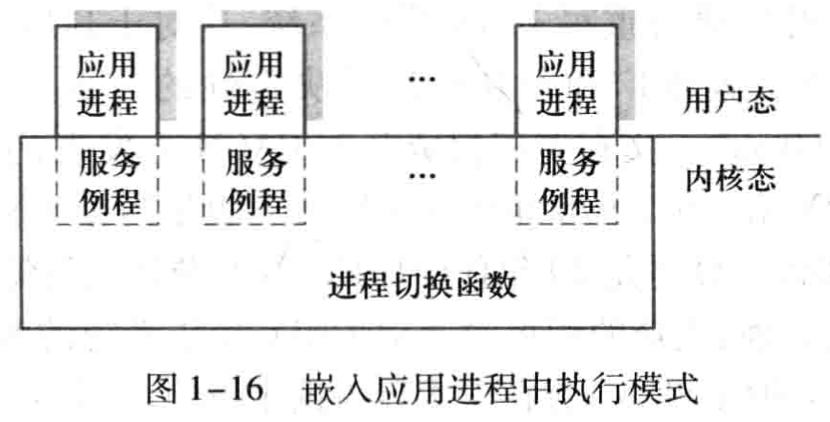 应用 应用 应用
进程 进程 … 进程 用户态
服务 服务 … 服务 内核态
例程 例程 例程
进程切换函数
图 1-16 嵌入应用进程中执行模式